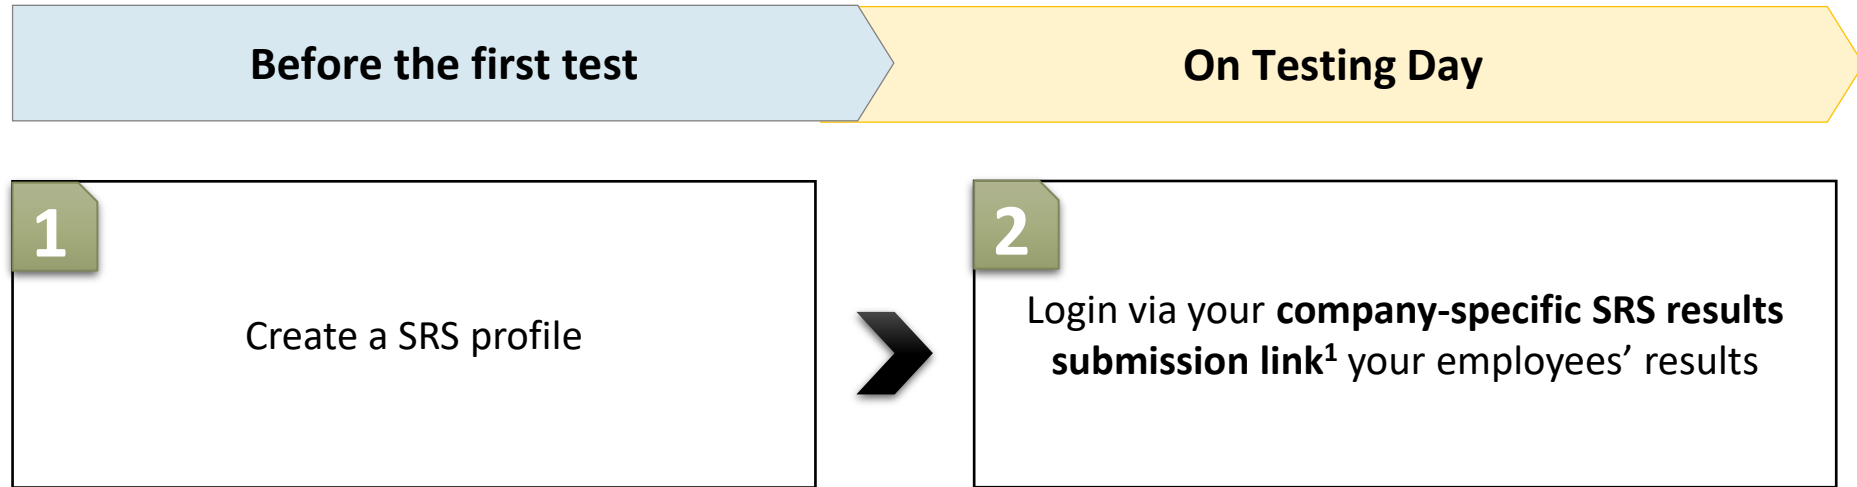 Before the first test
On Testing Day
1
Create a SRS profile
2
Login via your company-specific SRS results
submission link¹ your employees’ results